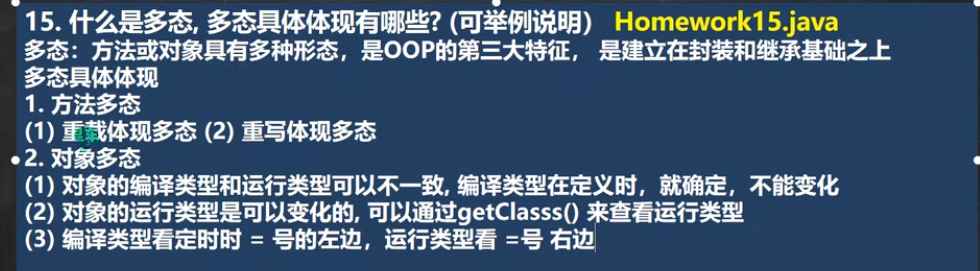 15. 什么是多态, 多态具体体现有哪些? (可举例说明) Homework15.java
多态：方法或对象具有多种形态，是OOP的第三大特征， 是建立在封装和继承基础之上
多态具体体现
1. 方法多态
(1) 重载体现多态 (2) 重写体现多态
2. 对象多态
(1) 对象的编译类型和运行类型可以不一致, 编译类型在定义时，就确定，不能变化
(2) 对象的运行类型是可以变化的, 可以通过getClasss() 来查看运行类型
(3) 编译类型看定时时 = 号的左边，运行类型看 =号 右边